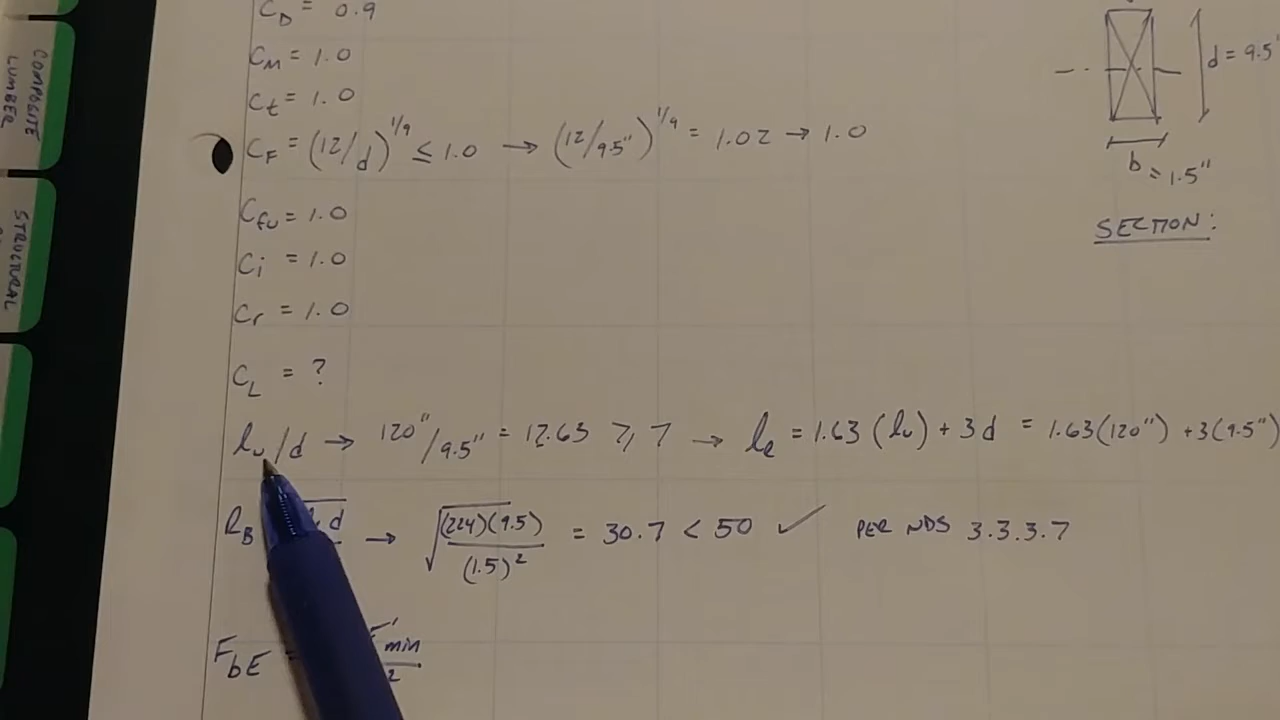 COMPOSITE
LUMBER
STRUCTURAL
C_D = 0.9
C_M = 1.0
C_t = 1.0
C_F = (12/d)^1/9 ≤ 1.0 → (12/9.5")^1/9 = 1.02 → 1.0
C_fu = 1.0
C_i = 1.0
C_r = 1.0
C_L = ?
l_u/d → 120"/9.5" = 12.63 ≥ 7 → l_e = 1.63 (l_u) + 3d = 1.63(120") + 3(9.5")
R_B d → √((224)(9.5)/(1.5)^2) = 30.7 < 50 ✓ PER NDS 3.3.3.7
F_bE = E'min
2
d = 9.5"
b = 1.5"
SECTION: